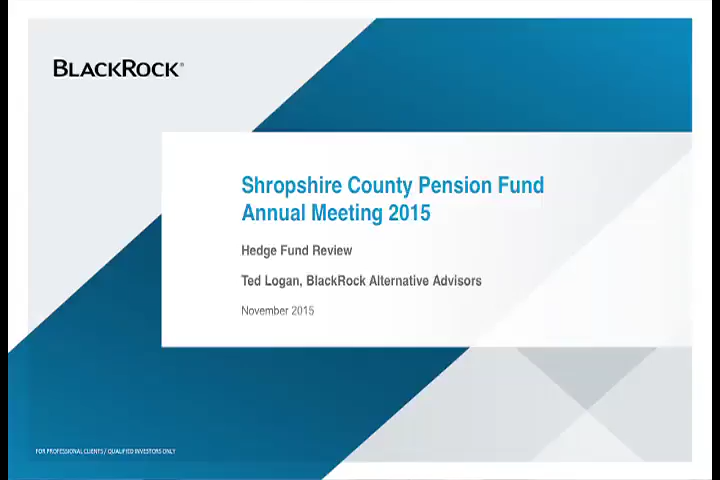 BLACKROCK®
Shropshire County Pension Fund
Annual Meeting 2015
Hedge Fund Review
Ted Logan, BlackRock Alternative Advisors
November 2015
FOR PROFESSIONAL CLIENTS / QUALIFIED INVESTORS ONLY